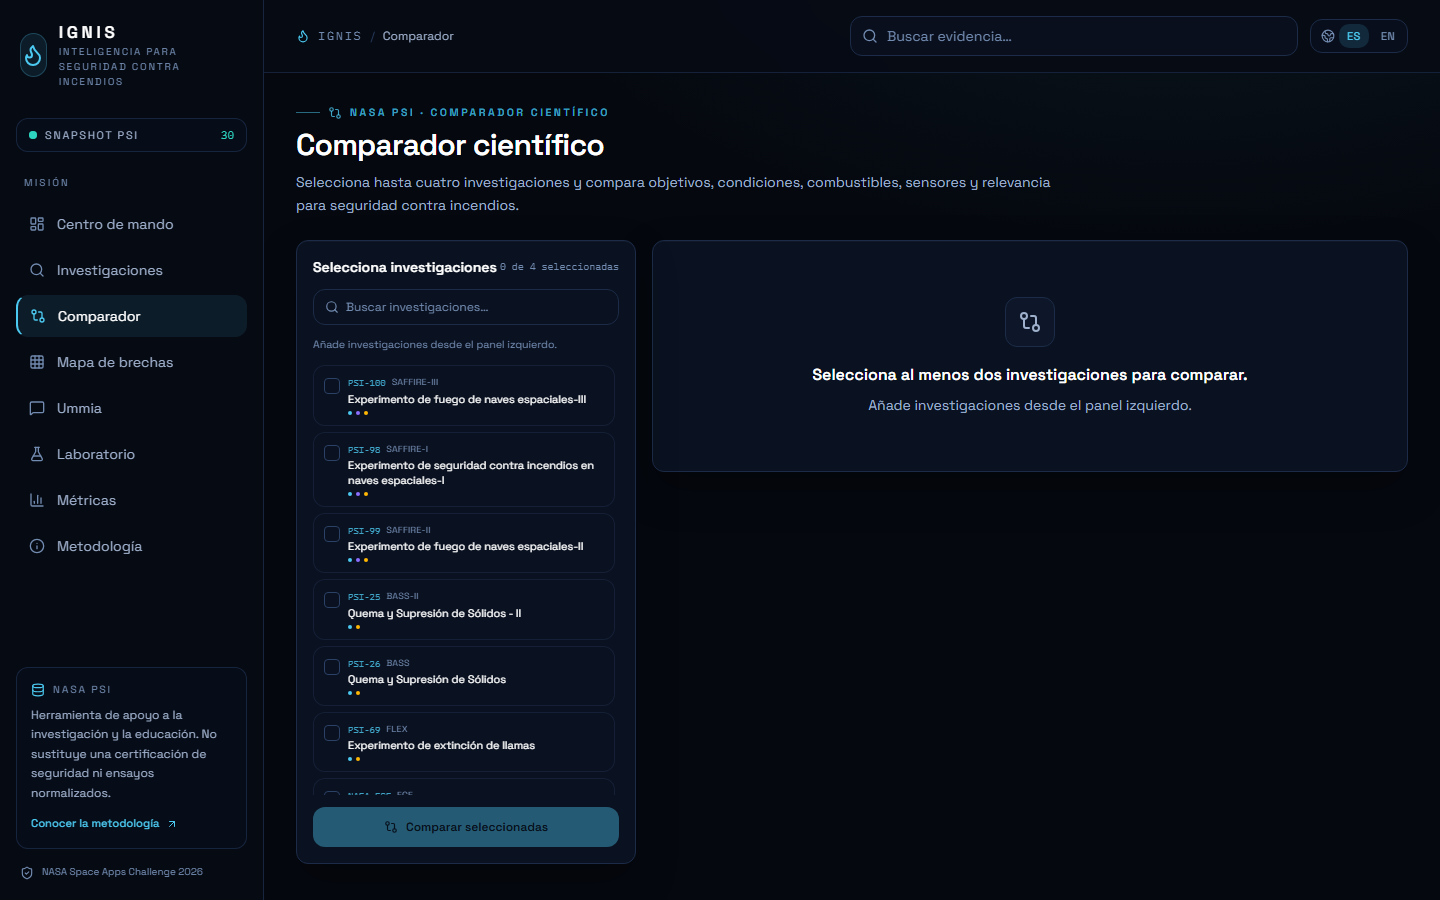 IGNIS
INTELIGENCIA PARA
SEGURIDAD CONTRA
INCENDIOS
SNAPSHOT PSI 30
MISIÓN
Centro de mando
Investigaciones
Comparador
Mapa de brechas
Ummia
Laboratorio
Métricas
Metodología
NASA PSI
Herramienta de apoyo a la
investigación y la educación. No
sustituye una certificación de
seguridad ni ensayos
normalizados.
Conocer la metodología
NASA Space Apps Challenge 2026
IGNIS / Comparador
Buscar evidencia...
ES EN
NASA PSI · COMPARADOR CIENTÍFICO
Comparador científico
Selecciona hasta cuatro investigaciones y compara objetivos, condiciones, combustibles, sensores y relevancia
para seguridad contra incendios.
Selecciona investigaciones 0 de 4 seleccionadas
Buscar investigaciones...
Añade investigaciones desde el panel izquierdo.
PSI-100 SAFFIRE-III
Experimento de fuego de naves espaciales-III
PSI-98 SAFFIRE-I
Experimento de seguridad contra incendios en
naves espaciales-I
PSI-99 SAFFIRE-II
Experimento de fuego de naves espaciales-II
PSI-25 BASS-II
Quema y Supresión de Sólidos - II
PSI-26 BASS
Quema y Supresión de Sólidos
PSI-69 FLEX
Experimento de extinción de llamas
Comparar seleccionadas
Selecciona al menos dos investigaciones para comparar.
Añade investigaciones desde el panel izquierdo.